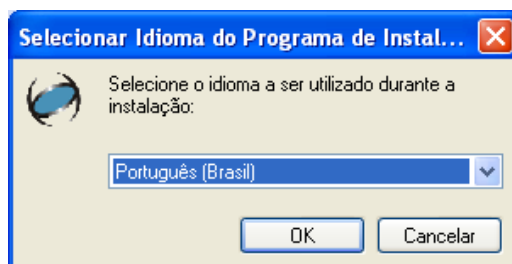 Selecionar Idioma do Programa de Instal...
Selecione o idioma a ser utilizado durante a
instalação:
Português (Brasil)
OK Cancelar